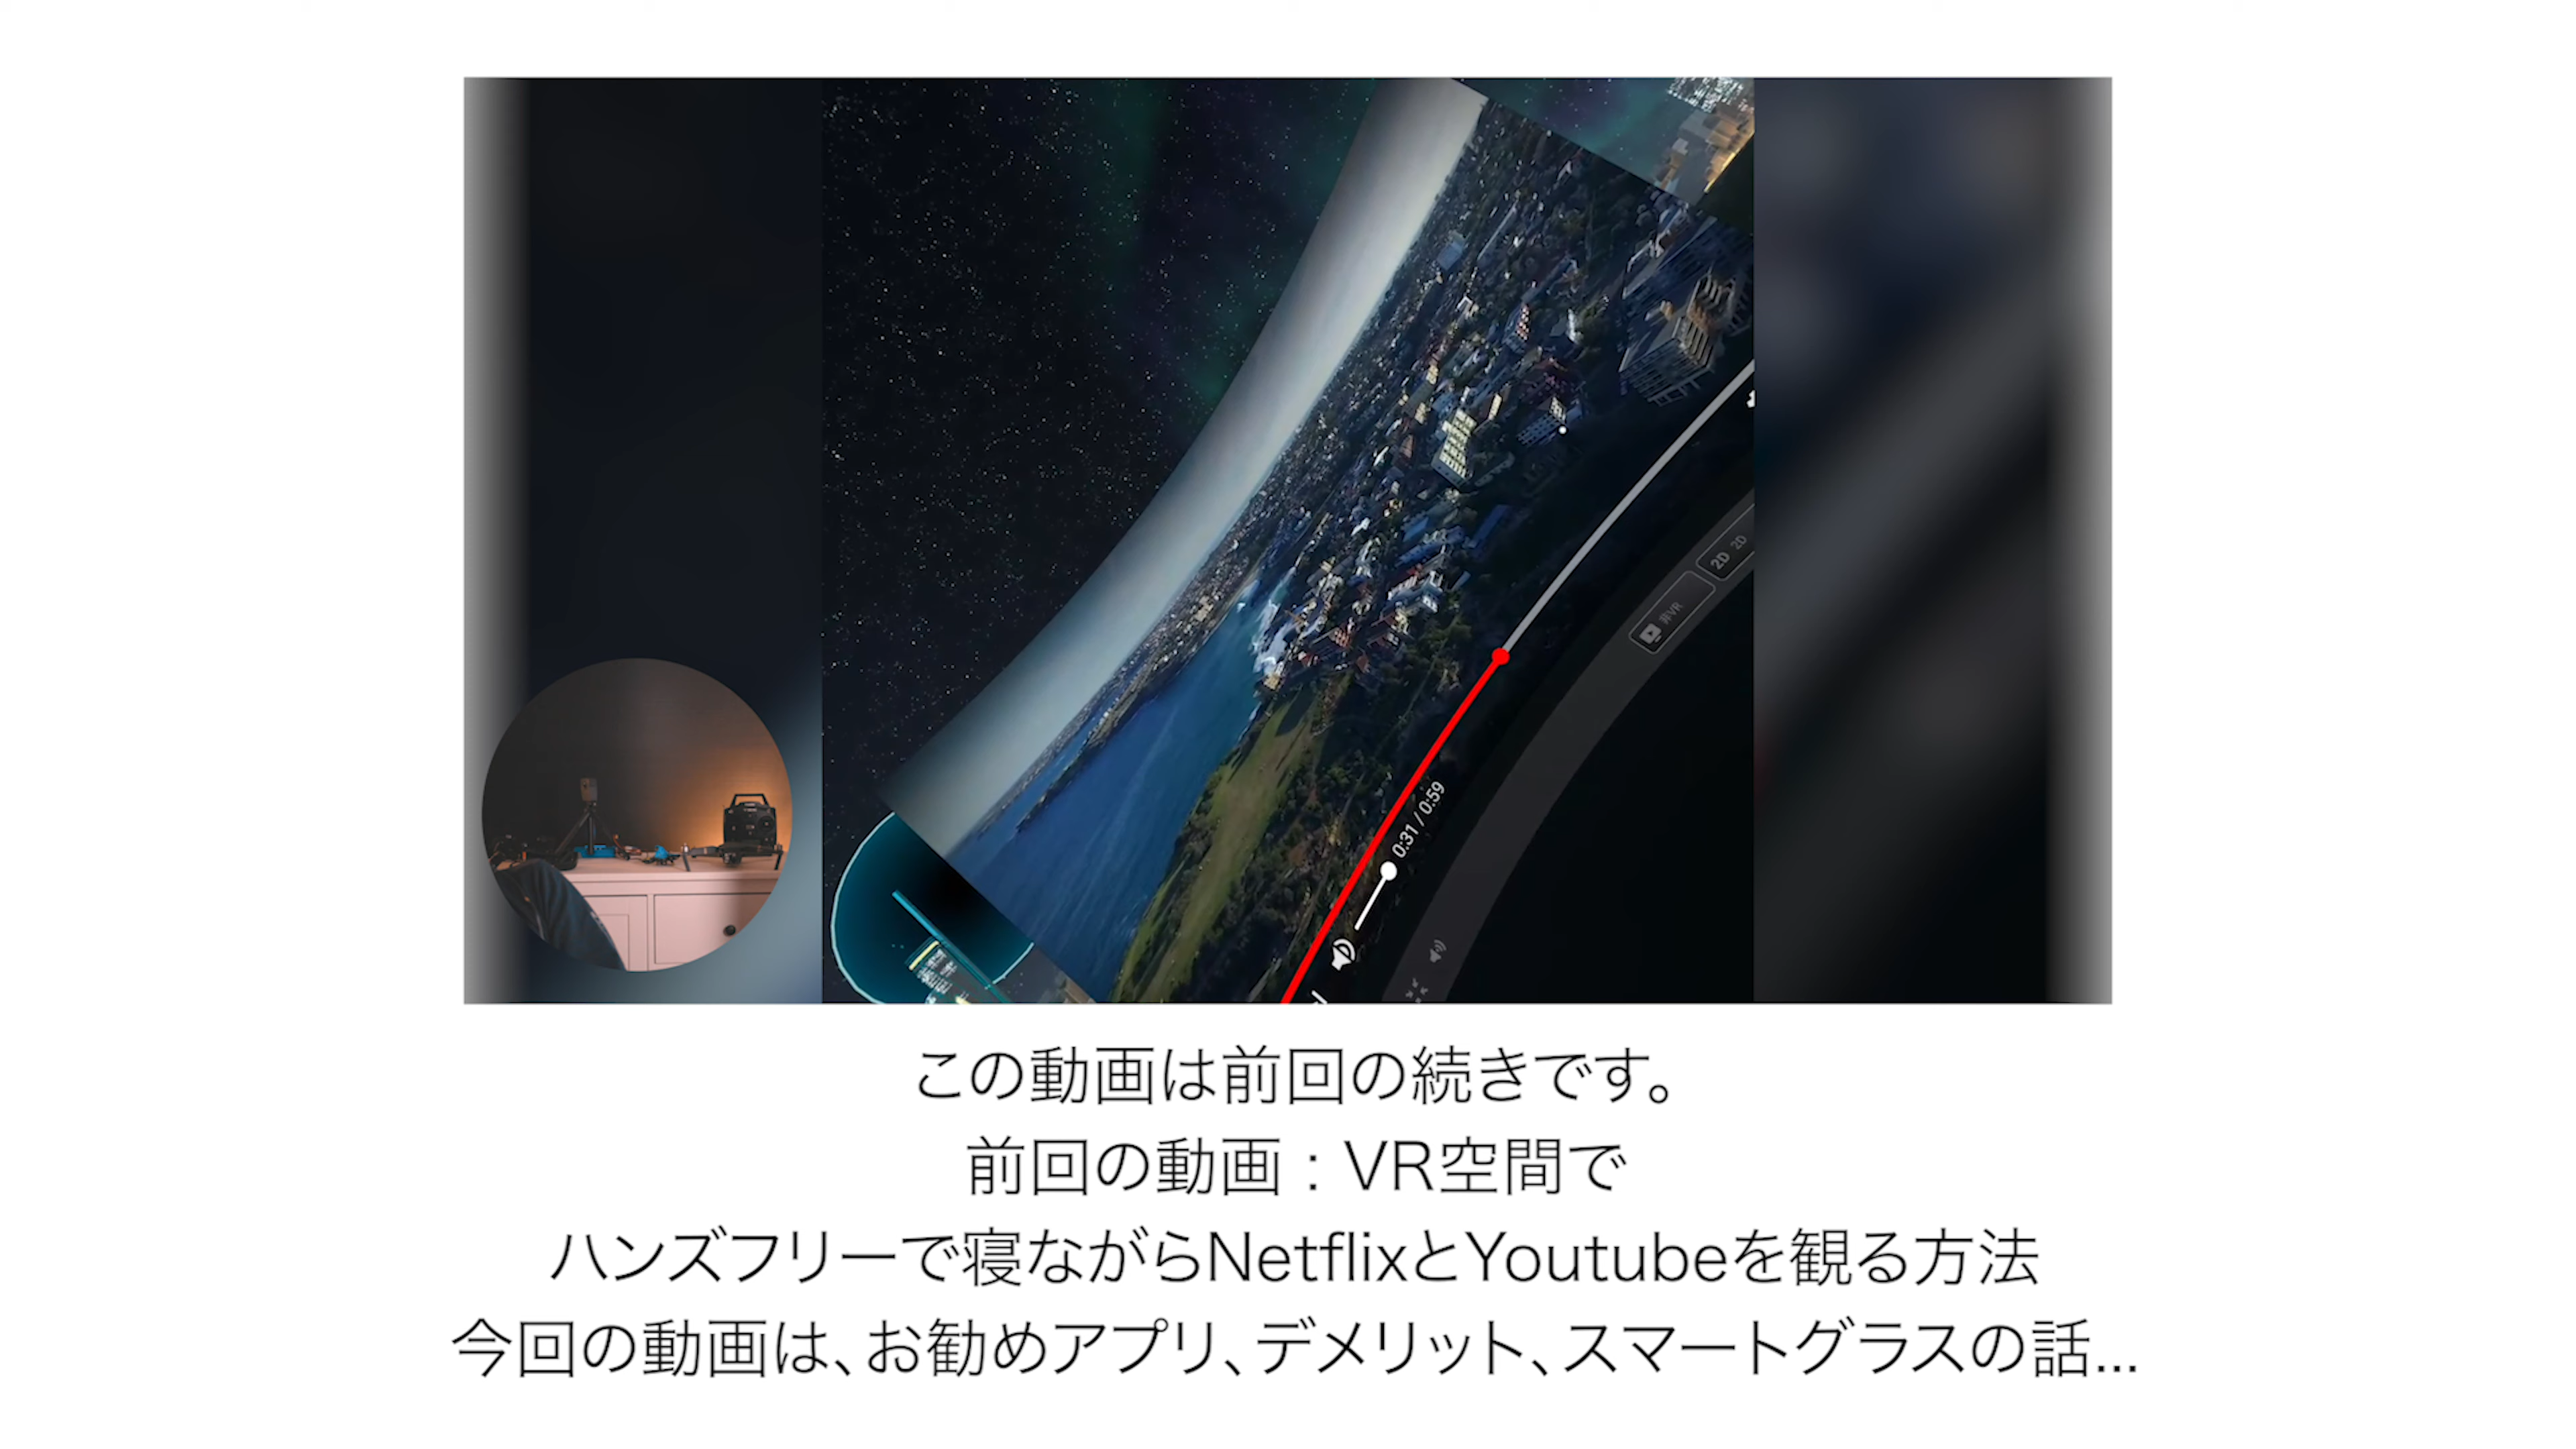 2D 2D
非VR
0:31 / 0:59
この動画は前回の続きです。
前回の動画：VR空間で
ハンズフリーで寝ながらNetflixとYoutubeを観る方法
今回の動画は、お勧めアプリ、デメリット、スマートグラスの話...